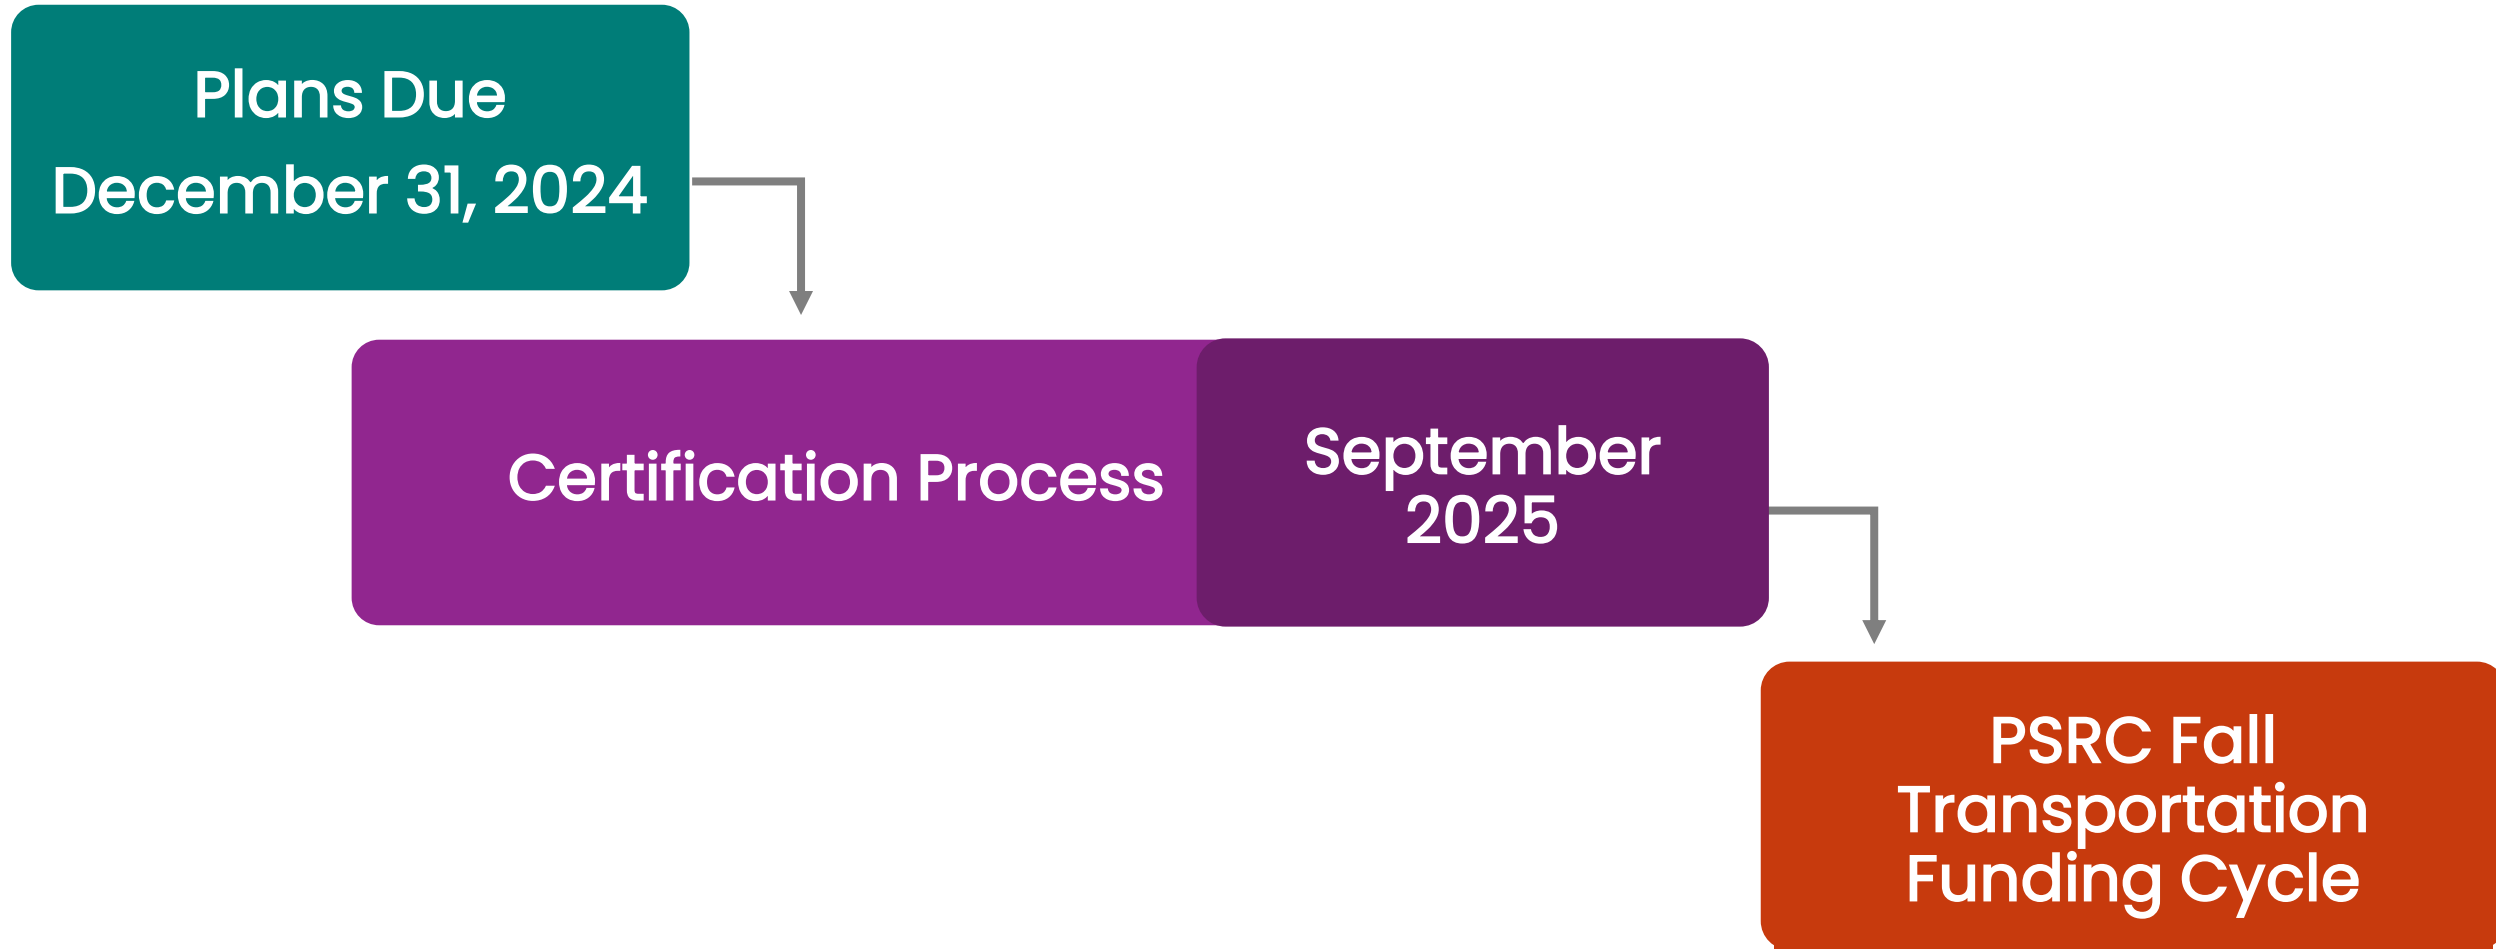 Plans Due
December 31, 2024
Certification Process
September
2025
PSRC Fall
Transportation
Funding Cycle